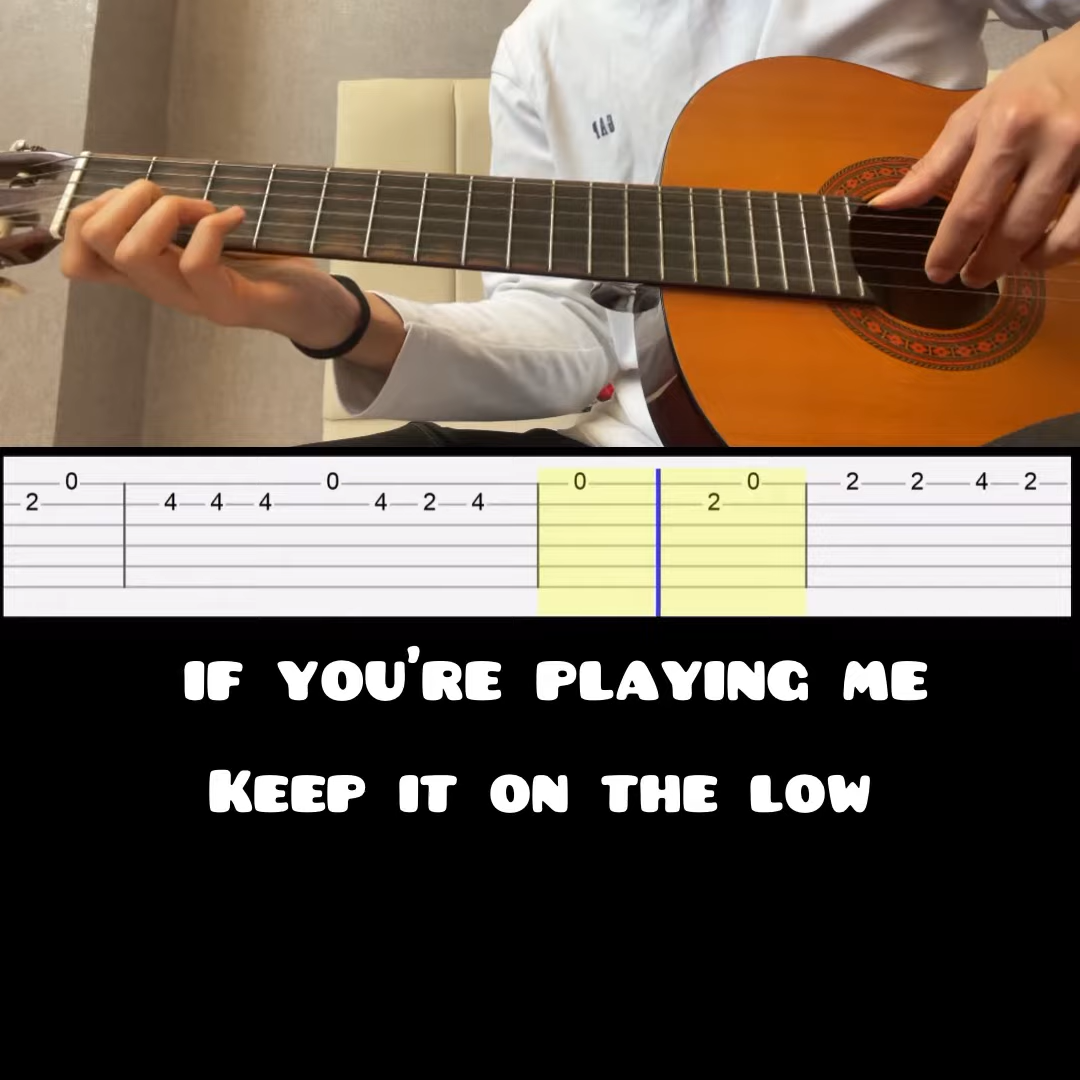 GAP
0 0 0 0 2 2 4 2
2 4 4 4 4 2 4 2
IF YOU'RE PLAYING ME
KEEP IT ON THE LOW